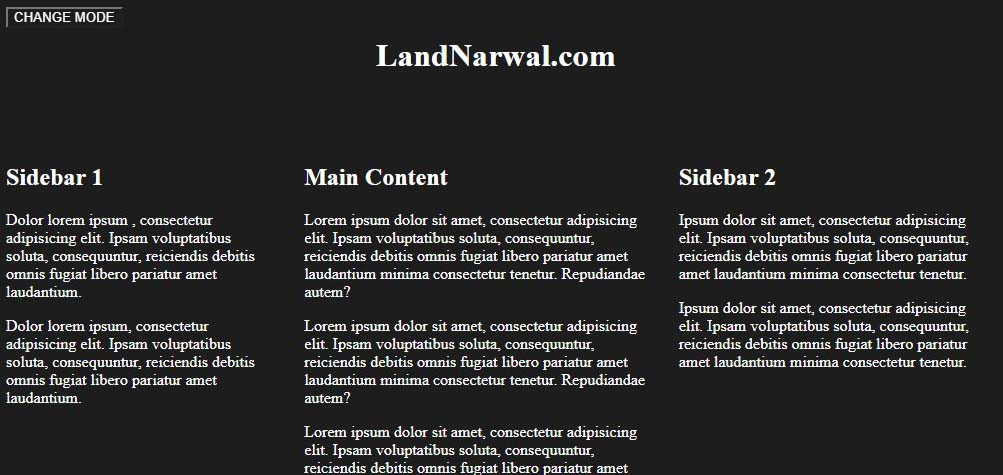 CHANGE MODE
LandNarwal.com
Sidebar 1
Dolor lorem ipsum , consectetur
adipisicing elit. Ipsam voluptatibus
soluta, consequuntur, reiciendis debitis
omnis fugiat libero pariatur amet
laudantium.
Dolor lorem ipsum, consectetur
adipisicing elit. Ipsam voluptatibus
soluta, consequuntur, reiciendis debitis
omnis fugiat libero pariatur amet
laudantium.
Main Content
Lorem ipsum dolor sit amet, consectetur adipisicing
elit. Ipsam voluptatibus soluta, consequuntur,
reiciendis debitis omnis fugiat libero pariatur amet
laudantium minima consectetur tenetur. Repudiandae
autem?
Lorem ipsum dolor sit amet, consectetur adipisicing
elit. Ipsam voluptatibus soluta, consequuntur,
reiciendis debitis omnis fugiat libero pariatur amet
laudantium minima consectetur tenetur. Repudiandae
autem?
Lorem ipsum dolor sit amet, consectetur adipisicing
elit. Ipsam voluptatibus soluta, consequuntur,
reiciendis debitis omnis fugiat libero pariatur amet
Sidebar 2
Ipsum dolor sit amet, consectetur adipisicing
elit. Ipsam voluptatibus soluta, consequuntur,
reiciendis debitis omnis fugiat libero pariatur
amet laudantium minima consectetur tenetur.
Ipsum dolor sit amet, consectetur adipisicing
elit. Ipsam voluptatibus soluta, consequuntur,
reiciendis debitis omnis fugiat libero pariatur
amet laudantium minima consectetur tenetur.